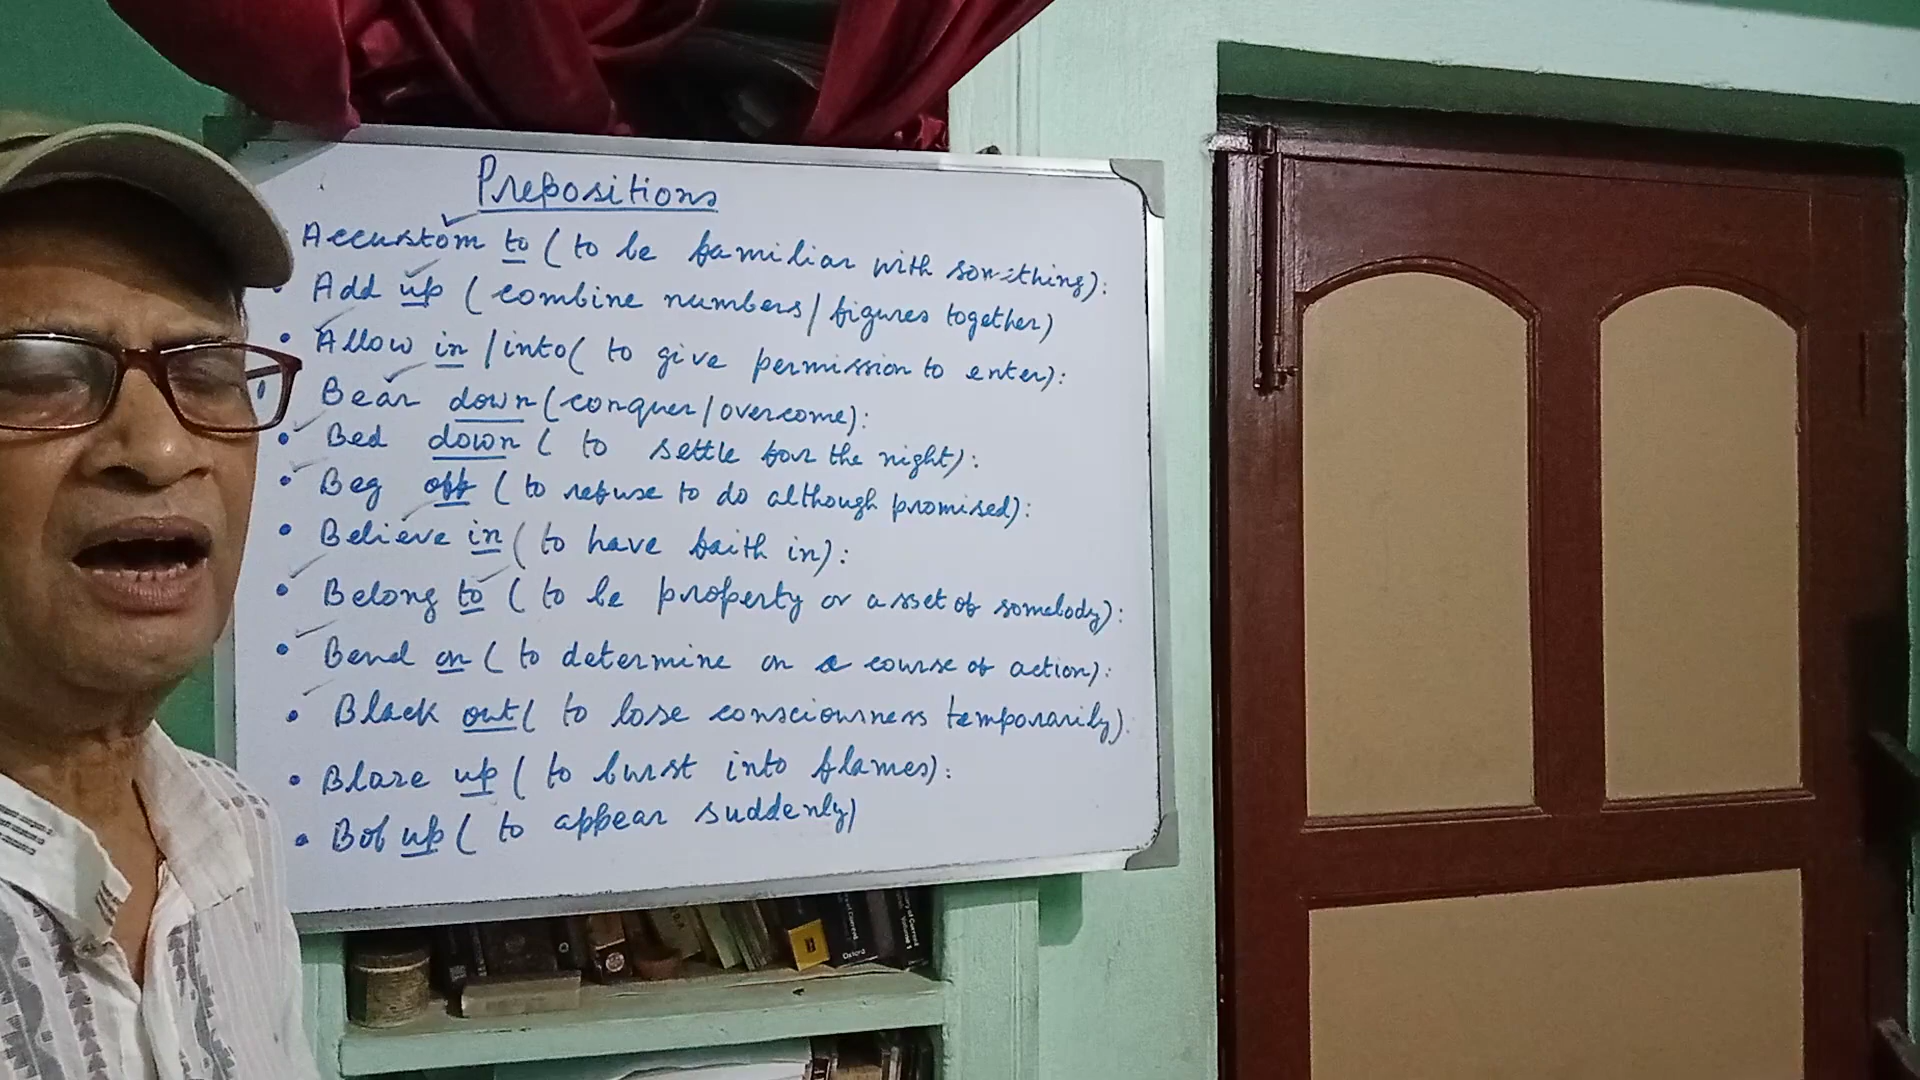 Prepositions
Accustom to (to be familiar with something):
Add up (combine numbers/figures together)
Allow in/into (to give permission to enter):
Bear down (conquer/overcome):
Bed down (to settle for the night):
Beg off (to refuse to do although promised):
Believe in (to have faith in):
Belong to (to be property or asset of somebody):
Bend on (to determine on a course of action):
Black out (to lose consciousness temporarily)
Blaze up (to burst into flames):
Bob up (to appear suddenly)
Oxford
Volume 1